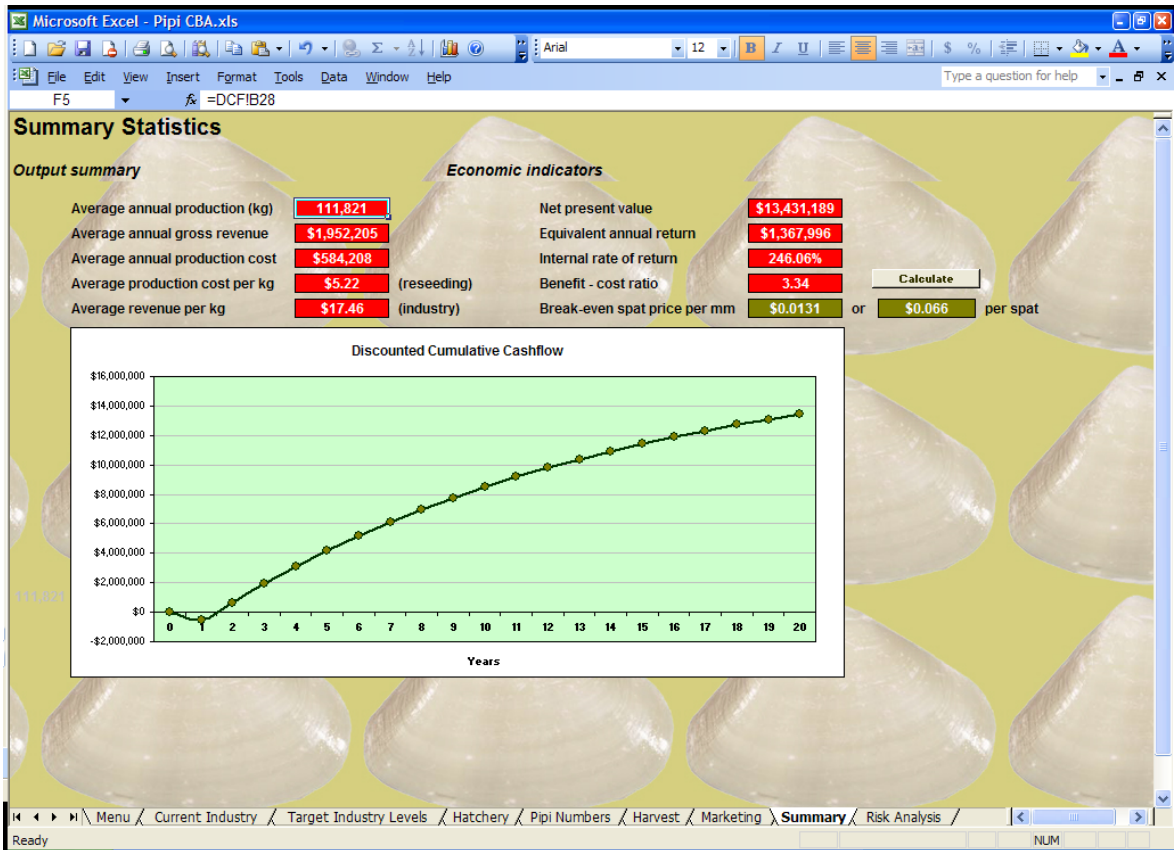 Microsoft Excel - Pipi CBA.xls
Arial 12 B I U $ %
File Edit View Insert Format Tools Data Window Help Type a question for help
F5 fx =DCF!B28
Summary Statistics
Output summary Economic indicators
Average annual production (kg) 111,821 Net present value $13,431,189
Average annual gross revenue $1,952,205 Equivalent annual return $1,367,996
Average annual production cost $584,208 Internal rate of return 246.06%
Average production cost per kg $5.22 (reseeding) Benefit - cost ratio 3.34 Calculate
Average revenue per kg $17.46 (industry) Break-even spat price per mm $0.0131 or $0.066 per spat
Discounted Cumulative Cashflow
$16,000,000
$14,000,000
$12,000,000
$10,000,000
$8,000,000
$6,000,000
$4,000,000
$2,000,000
111,821
$0
0 1 2 3 4 5 6 7 8 9 10 11 12 13 14 15 16 17 18 19 20
-$2,000,000
Years
Menu Current Industry Target Industry Levels Hatchery Pipi Numbers Harvest Marketing Summary Risk Analysis
Ready NUM